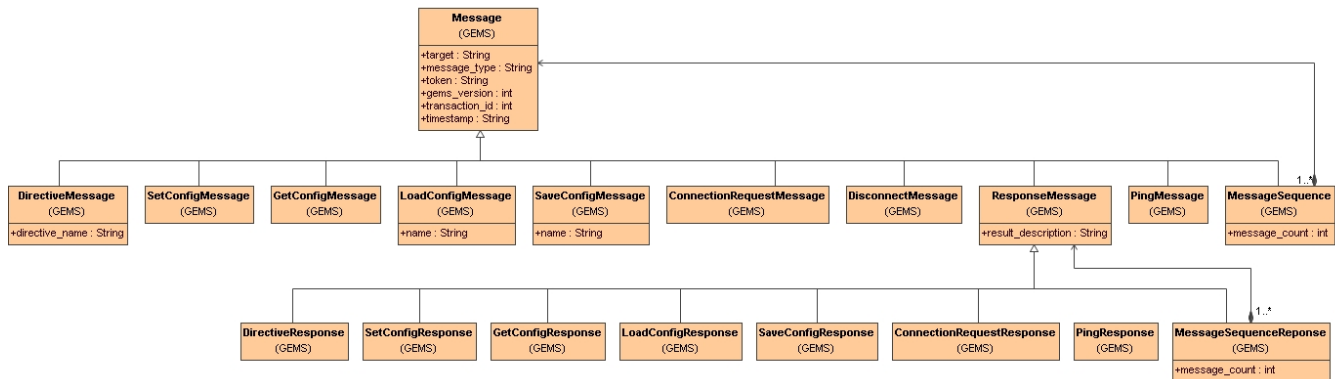 Message
(GEMS)
+target : String
+message_type : String
+token : String
+gems_version : int
+transaction_id : int
+timestamp : String
1..*
DirectiveMessage
(GEMS)
+directive_name : String
SetConfigMessage
(GEMS)
GetConfigMessage
(GEMS)
LoadConfigMessage
(GEMS)
+name : String
SaveConfigMessage
(GEMS)
+name : String
ConnectionRequestMessage
(GEMS)
DisconnectMessage
(GEMS)
ResponseMessage
(GEMS)
+result_description : String
PingMessage
(GEMS)
MessageSequence
(GEMS)
+message_count : int
1..*
DirectiveResponse
(GEMS)
SetConfigResponse
(GEMS)
GetConfigResponse
(GEMS)
LoadConfigResponse
(GEMS)
SaveConfigResponse
(GEMS)
ConnectionRequestResponse
(GEMS)
PingResponse
(GEMS)
MessageSequenceReponse
(GEMS)
+message_count : int